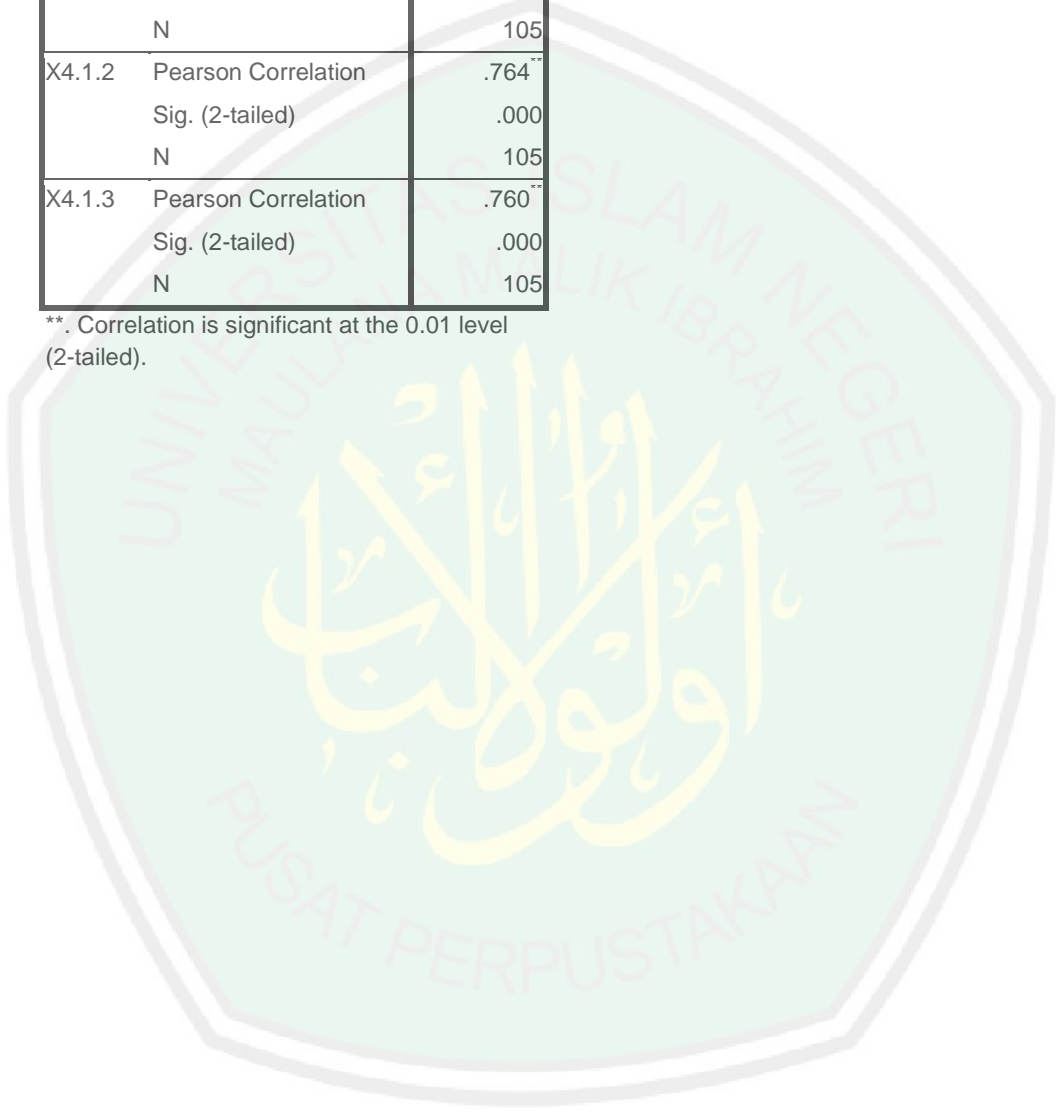 N 105
X4.1.2 Pearson Correlation .764**
Sig. (2-tailed) .000
N 105
X4.1.3 Pearson Correlation .760**
Sig. (2-tailed) .000
N 105
**. Correlation is significant at the 0.01 level
(2-tailed).
UNIVERSITAS ISLAM NEGERI
MAULANA MALIK IBRAHIM
أولوا الألباب
PUSAT PERPUSTAKAAN